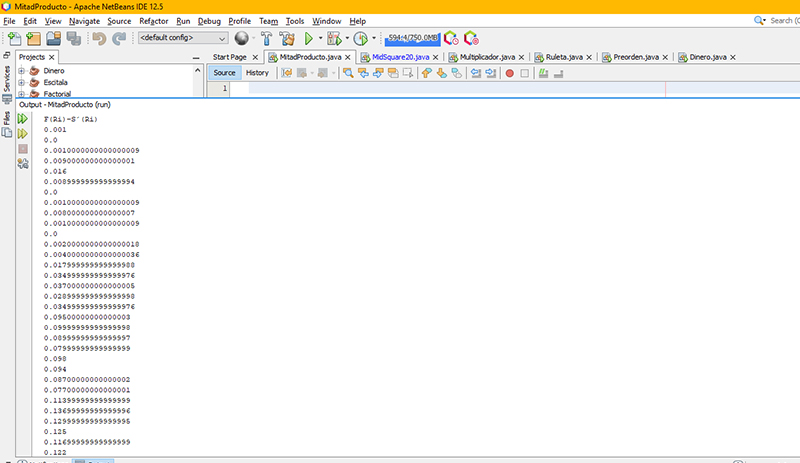 MitadProducto - Apache NetBeans IDE 12.5
File Edit View Navigate Source Refactor Run Debug Profile Team Tools Window Help
<default config>
594.4/750.0MB
Projects
Start Page
MitadProducto.java
MidSquare20.java
Multplicador.java
Ruleta.java
Preorden.java
Dinero.java
Services
Files
Dinero
Escitala
Factorial
Source History
1
Output - MitadProducto (run)
F(Ri)-S´(Ri)
0.001
0.0
0.0010000000000000009
0.009000000000000001
0.016
0.008999999999999994
0.0
0.0010000000000000009
0.008000000000000007
0.0010000000000000009
0.0
0.0020000000000000018
0.0040000000000000036
0.017999999999999988
0.034999999999999976
0.037000000000000005
0.028999999999999998
0.034999999999999976
0.09500000000000003
0.09999999999999998
0.08999999999999997
0.07999999999999999
0.098
0.094
0.08700000000000002
0.07700000000000001
0.11399999999999999
0.13699999999999996
0.12999999999999995
0.125
0.11699999999999999
0.122